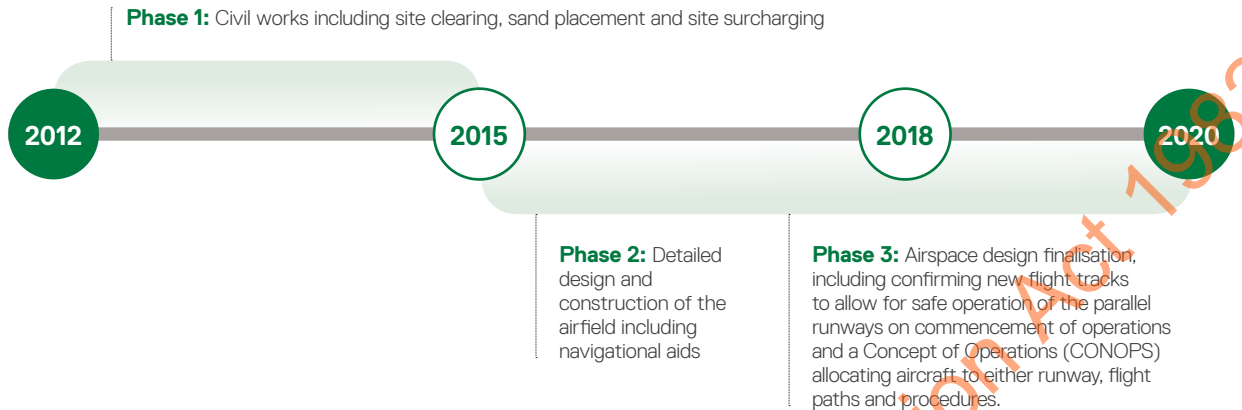 Phase 1: Civil works including site clearing, sand placement and site surcharging
2012
2015
2018
2020
Phase 2: Detailed
design and
construction of the
airfield including
navigational aids
Phase 3: Airspace design finalisation,
including confirming new flight tracks
to allow for safe operation of the parallel
runways on commencement of operations
and a Concept of Operations (CONOPS)
allocating aircraft to either runway, flight
paths and procedures.
Act 198